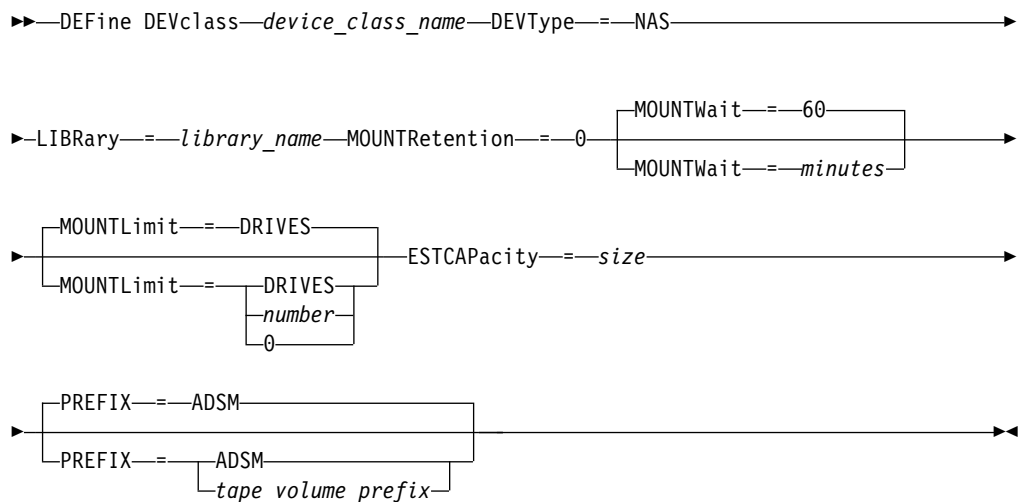 DEFine DEVclass device_class_name DEVType = NAS
MOUNTWait = 60
LIBRary = library_name MOUNTRetention = 0
MOUNTWait = minutes
MOUNTLimit = DRIVES
ESTCAPacity = size
MOUNTLimit = DRIVES
number
0
PREFIX = ADSM
PREFIX = ADSM
tape volume prefix